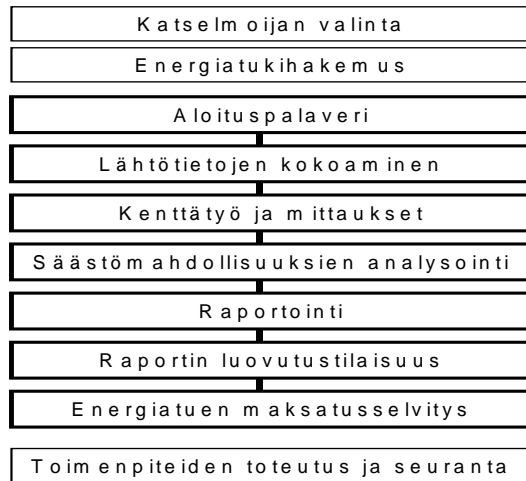 Katselmoijan valinta
Energiatukihakemus
Aloituspalaveri
Lähtötietojen kokoaminen
Kenttätyö ja mittaukset
Säästömahdollisuuksien analysointi
Raportointi
Raportin luovutustilaisuus
Energiatuen maksatusselvitys
Toimenpiteiden toteutus ja seuranta